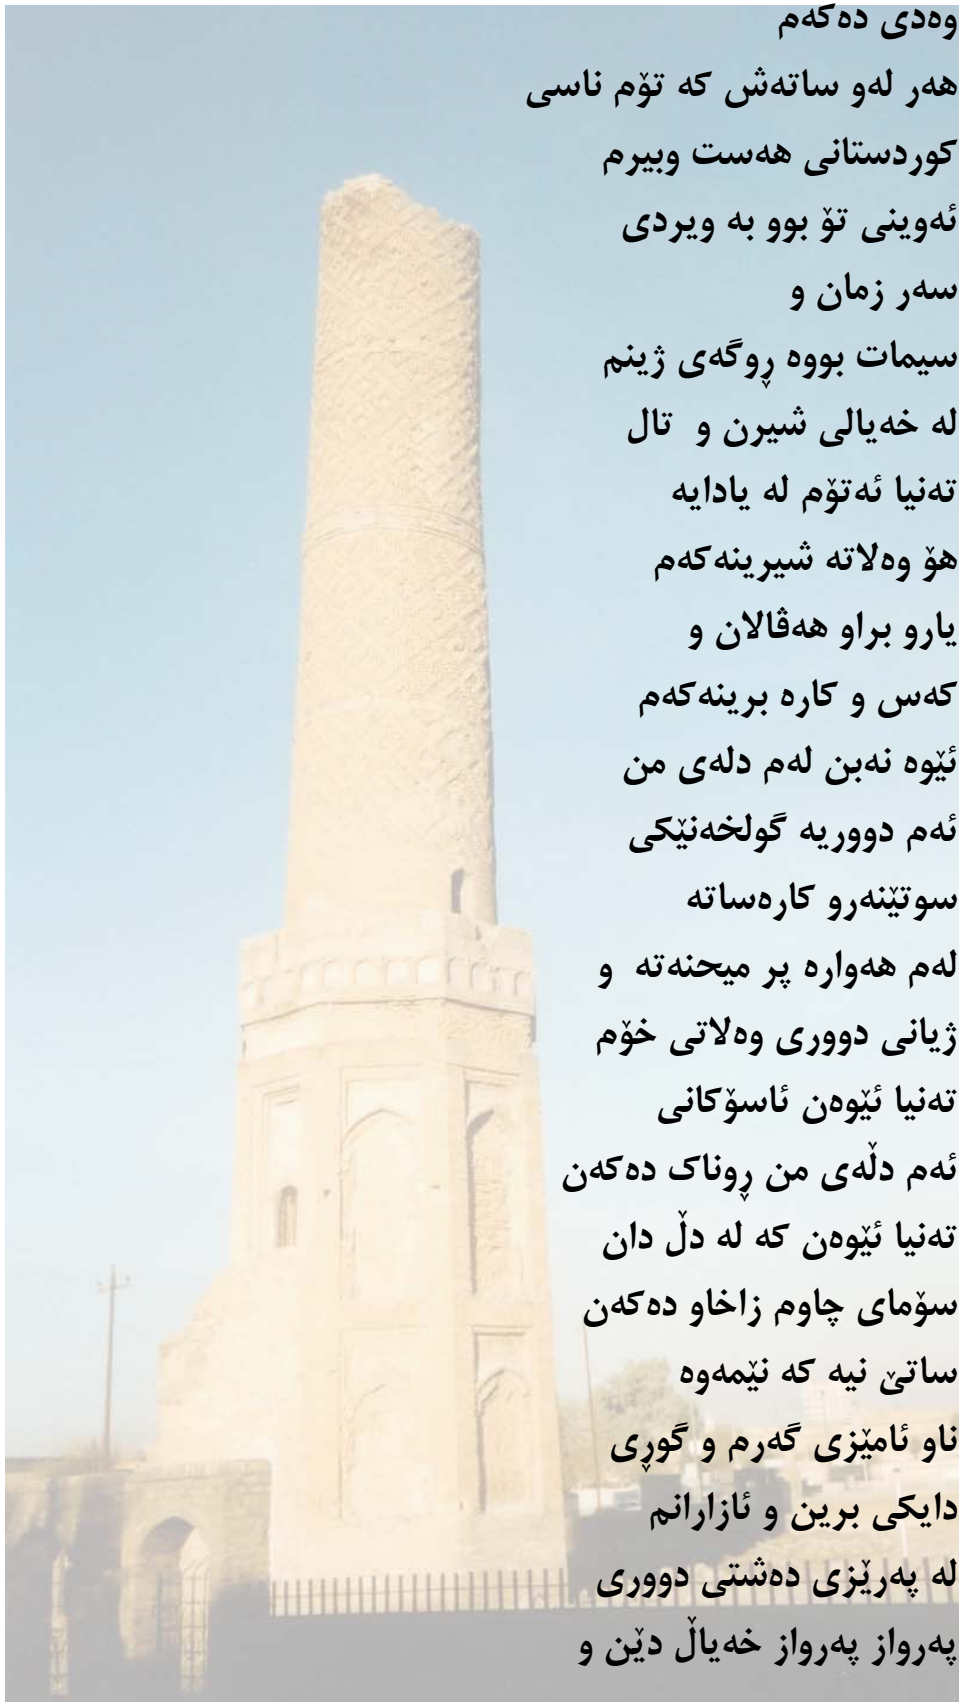 وەدی دەکەم
هەر لەو ساتەش کە تۆم ناسی
کوردستانی هەست وبیرم
ئەوینی تۆ بوو بە ویردی
سەر زمان و
سیمات بووە ڕوگەی ژینم
لە خەیالی شیرن و تال
تەنیا ئەتۆم لە یادایە
هۆ وەلاتە شیرینەکەم
یارو براو هەڤالان و
کەس و کارە برینەکەم
ئێوە نەبن لەم دلەی من
ئەم دووریە گولخەنێکی
سوتێنەرو کارەساتە
لەم هەوارە پر میحنەتە و
ژیانی دووری وەلاتی خۆم
تەنیا ئێوەن ئاسۆکانی
ئەم دڵەی من ڕوناک دەکەن
تەنیا ئێوەن کە لە دڵ دان
سۆمای چاوم زاخاو دەکەن
ساتێ نیە کە نێمەوە
ناو ئامێزی گەرم و گوڕی
دایکی برین و ئازارانم
لە پەرێزی دەشتی دووری
پەرواز پەرواز خەیاڵ دێن و